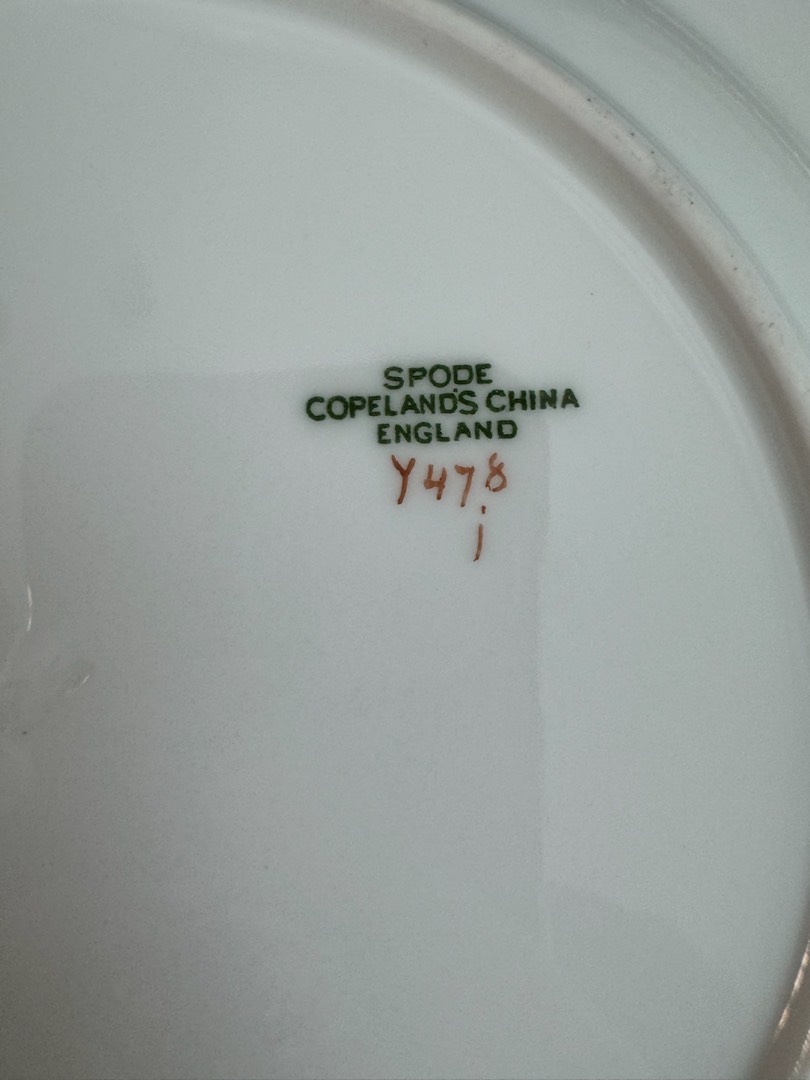 SPODE
COPELAND'S CHINA
ENGLAND
Y478
i